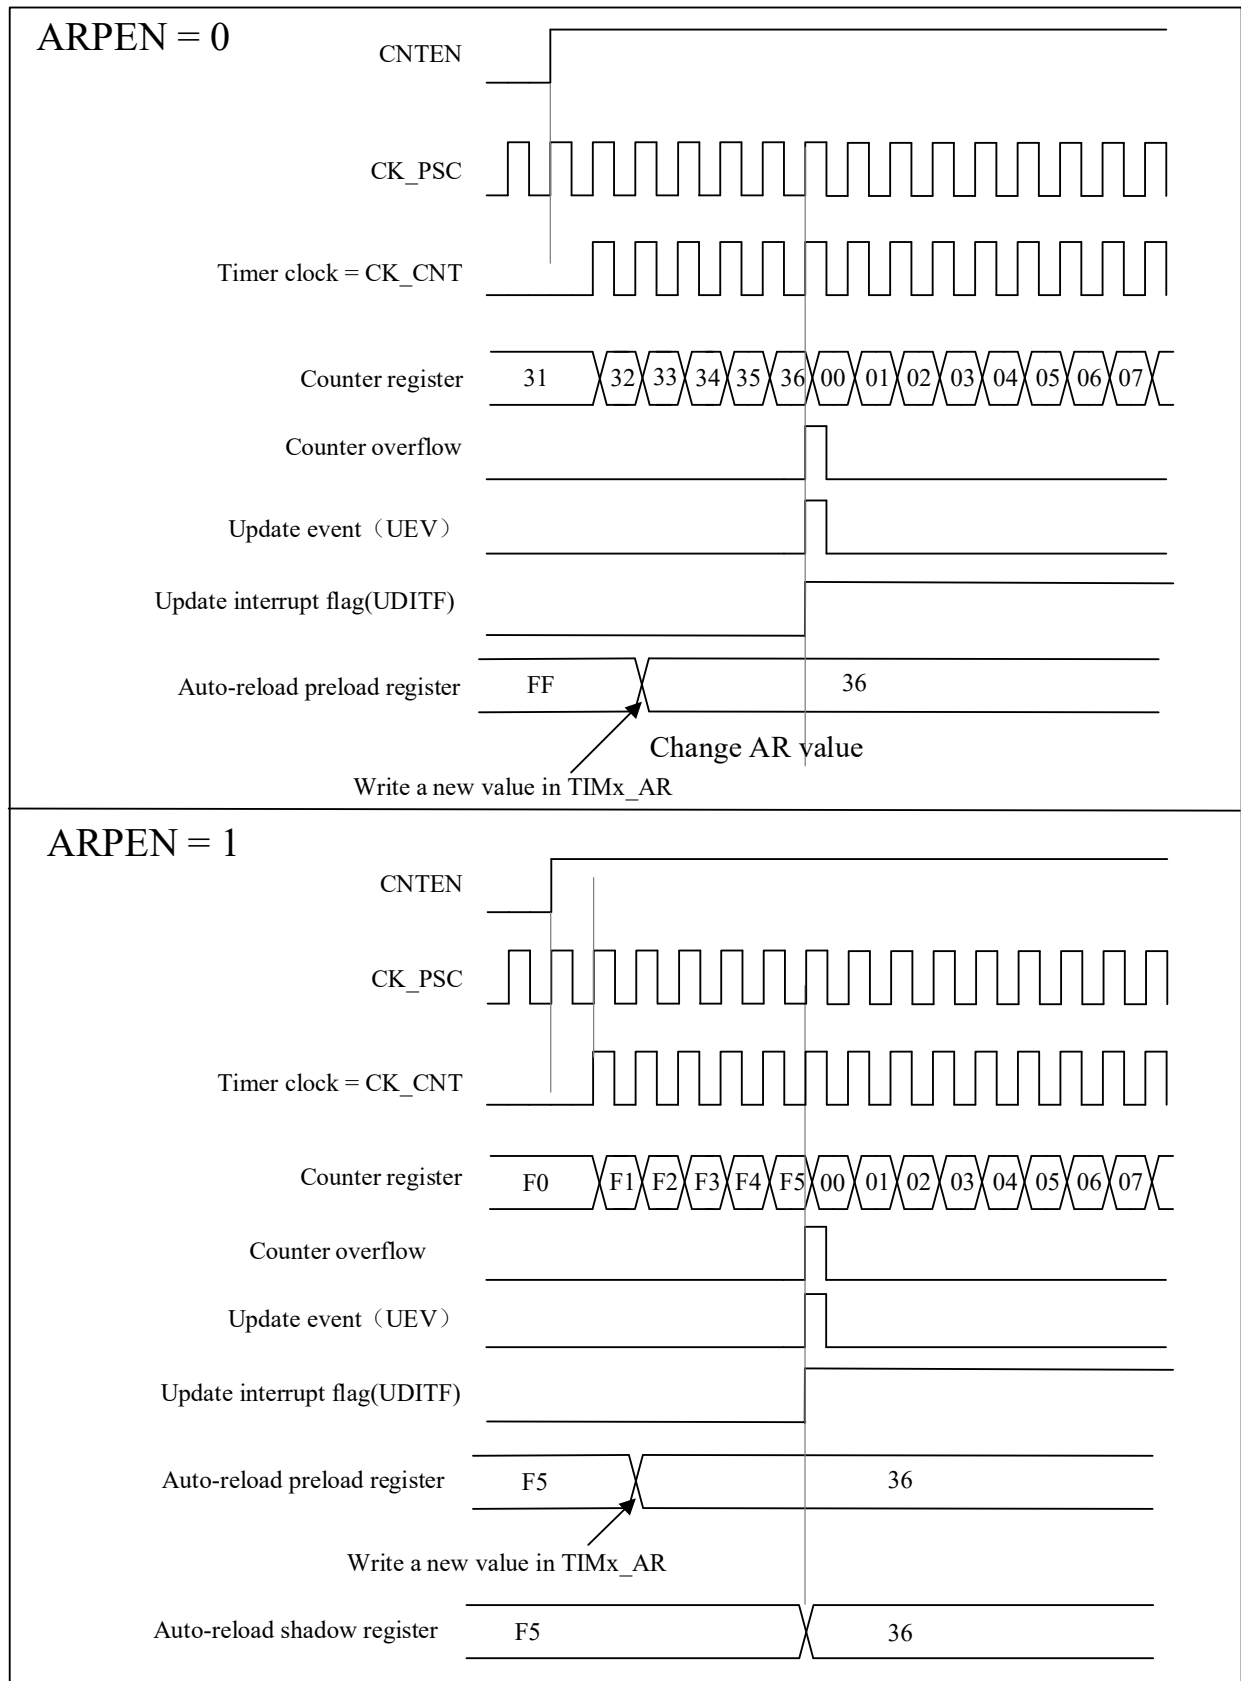 ARPEN = 0
CNTEN
CK_PSC
Timer clock = CK_CNT
Counter register 31 32 33 34 35 36 00 01 02 03 04 05 06 07
Counter overflow
Update event（UEV）
Update interrupt flag(UDITF)
Auto-reload preload register FF 36
Change AR value
Write a new value in TIMx_AR
ARPEN = 1
CNTEN
CK_PSC
Timer clock = CK_CNT
Counter register F0 F1 F2 F3 F4 F5 00 01 02 03 04 05 06 07
Counter overflow
Update event（UEV）
Update interrupt flag(UDITF)
Auto-reload preload register F5 36
Write a new value in TIMx_AR
Auto-reload shadow register F5 36